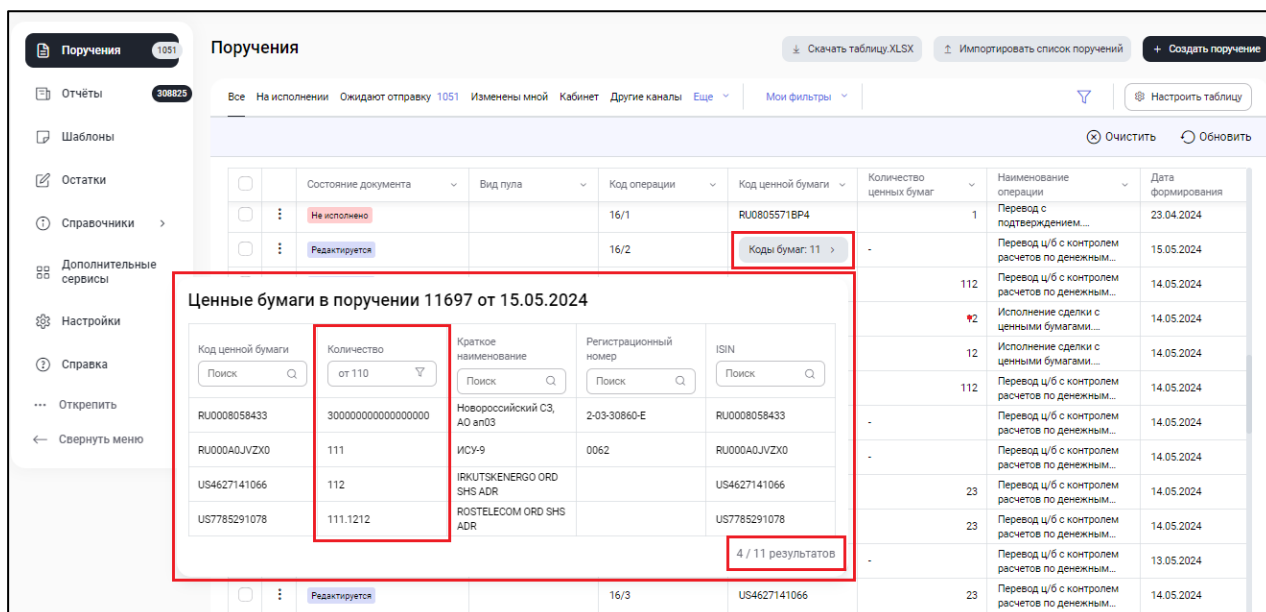 Поручения 1051
Отчёты 308825
Шаблоны
Остатки
Справочники
Дополнительные
сервисы
Настройки
Справка
Открепить
Свернуть меню
Поручения
Скачать таблицу.XLSX
Импортировать список поручений
+ Создать поручение
Все На исполнении Ожидают отправку 1051 Изменены мной Кабинет Другие каналы Еще Мои фильтры
Настроить таблицу
Очистить Обновить
Состояние документа Вид пула Код операции Код ценной бумаги Количество ценных бумаг Наименование операции Дата формирования
Не исполнено 16/1 RU0805571BP4 1 Перевод с подтверждением.... 23.04.2024
Редактируется 16/2 Коды бумаг: 11 - Перевод ц/б с контролем расчетов по денежным... 15.05.2024
112 Перевод ц/б с контролем расчетов по денежным... 14.05.2024
2 Исполнение сделки с ценными бумагами.... 14.05.2024
12 Исполнение сделки с ценными бумагами.... 14.05.2024
112 Перевод ц/б с контролем расчетов по денежным... 14.05.2024
- Перевод ц/б с контролем расчетов по денежным... 14.05.2024
- Перевод ц/б с контролем расчетов по денежным... 14.05.2024
23 Перевод ц/б с контролем расчетов по денежным... 14.05.2024
23 Перевод ц/б с контролем расчетов по денежным... 14.05.2024
- Перевод ц/б с контролем расчетов по денежным... 13.05.2024
Редактируется 16/3 US4627141066 23 Перевод ц/б с контролем расчетов по денежным... 14.05.2024
Ценные бумаги в поручении 11697 от 15.05.2024
Код ценной бумаги Количество Краткое наименование Регистрационный номер ISIN
Поиск от 110 Поиск Поиск Поиск
RU0008058433 300000000000000000 Новороссийский СЗ, АО ап03 2-03-30860-E RU0008058433
RU000A0JVZX0 111 ИСУ-9 0062 RU000A0JVZX0
US4627141066 112 IRKUTSKENERGO ORD SHS ADR US4627141066
US7785291078 111.1212 ROSTELECOM ORD SHS ADR US7785291078
4 / 11 результатов